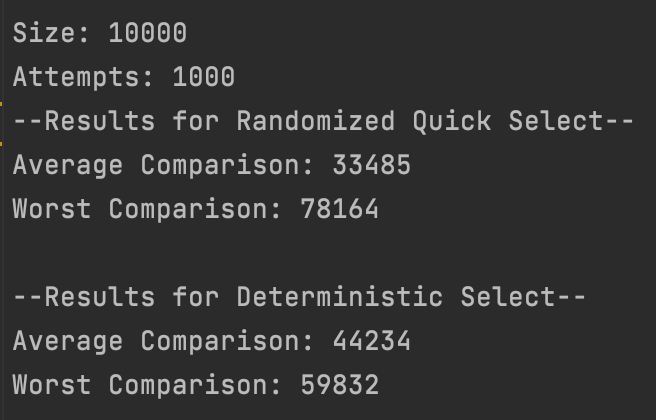 Size: 10000
Attempts: 1000
--Results for Randomized Quick Select--
Average Comparison: 33485
Worst Comparison: 78164
--Results for Deterministic Select--
Average Comparison: 44234
Worst Comparison: 59832